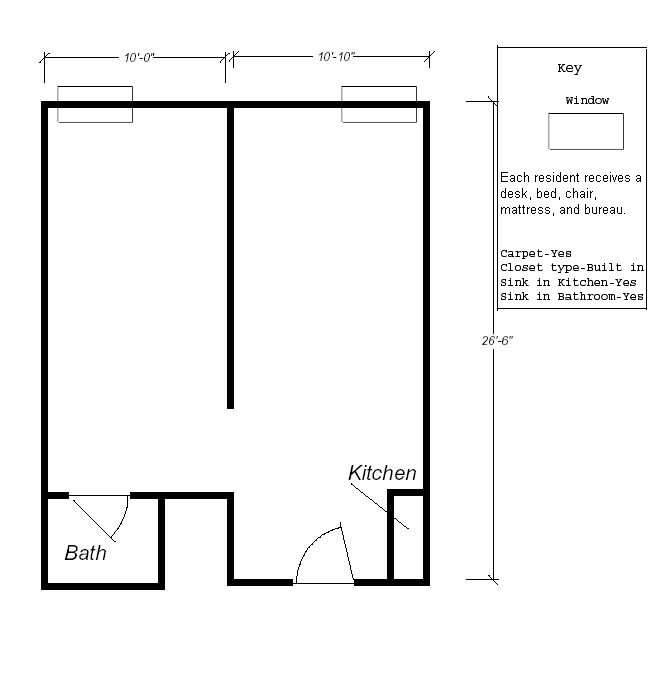 10'-0"
10'-10"
Key
Window
Each resident receives a
desk, bed, chair,
mattress, and bureau.
Carpet-Yes
Closet type-Built in
Sink in Kitchen-Yes
Sink in Bathroom-Yes
26'-6"
Kitchen
Bath